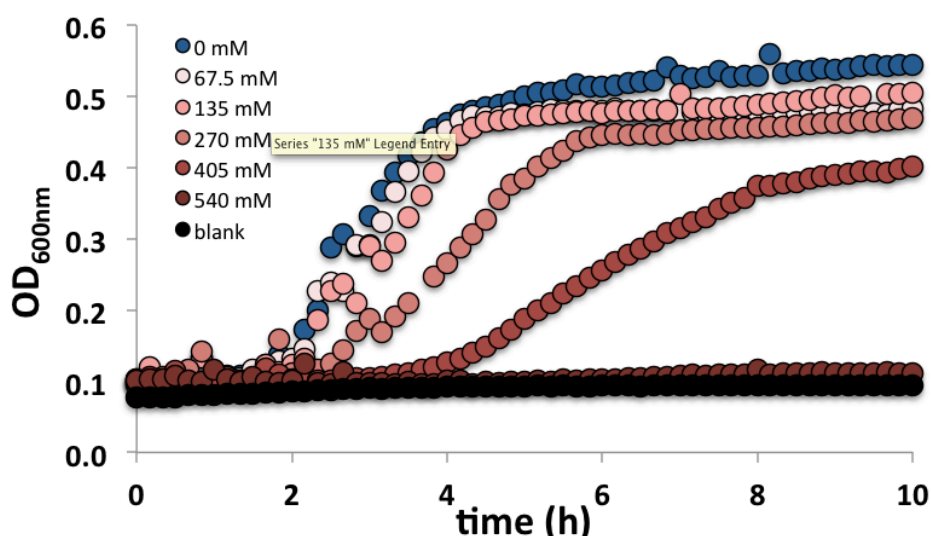 0.6
0.5
0.4
0.3
0.2
0.1
0.0
OD600nm
0 mM
67.5 mM
135 mM
270 mM
Series "135 mM" Legend Entry
405 mM
540 mM
blank
0 2 4 6 8 10
time (h)